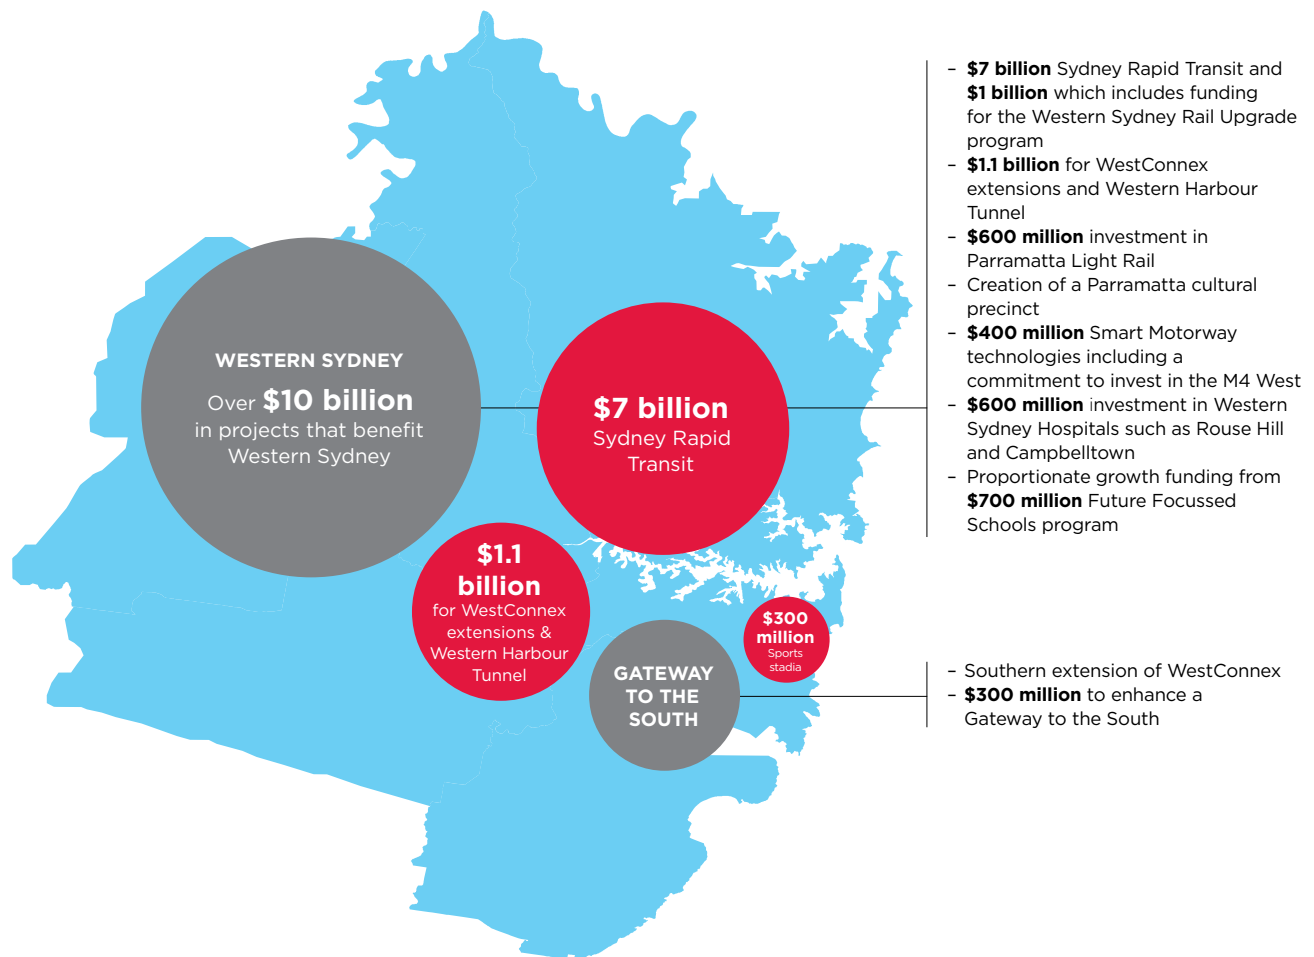 WESTERN SYDNEY
Over $10 billion
in projects that benefit
Western Sydney
$7 billion
Sydney Rapid
Transit
$1.1
billion
for WestConnex
extensions &
Western Harbour
Tunnel
$300
million
Sports
stadia
GATEWAY
TO THE
SOUTH
– $7 billion Sydney Rapid Transit and
$1 billion which includes funding
for the Western Sydney Rail Upgrade
program
– $1.1 billion for WestConnex
extensions and Western Harbour
Tunnel
– $600 million investment in
Parramatta Light Rail
– Creation of a Parramatta cultural
precinct
– $400 million Smart Motorway
technologies including a
commitment to invest in the M4 West
– $600 million investment in Western
Sydney Hospitals such as Rouse Hill
and Campbelltown
– Proportionate growth funding from
$700 million Future Focussed
Schools program
– Southern extension of WestConnex
– $300 million to enhance a
Gateway to the South